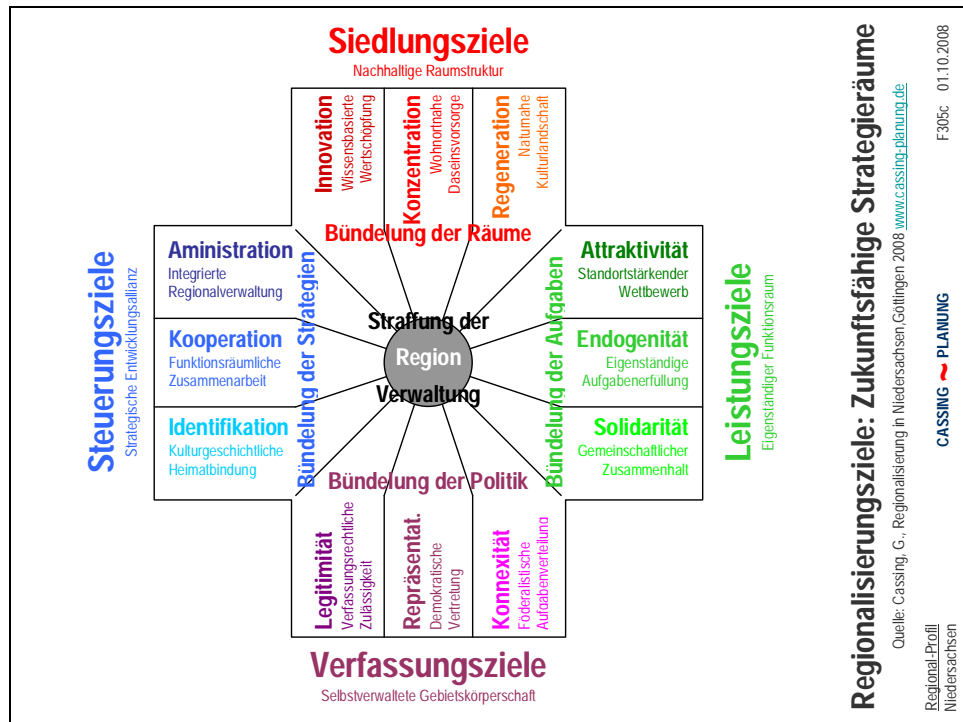 Siedlungsziele
Nachhaltige Raumstruktur
Innovation
Wissensbasierte
Wertschöpfung
Konzentration
Wohnortnahe
Daseinsvorsorge
Regeneration
Naturnahe
Kulturlandschaft
Bündelung der Räume
Steuerungsziele
Strategische Entwicklungsallianz
Aministration
Integrierte
Regionalverwaltung
Kooperation
Funktionsräumliche
Zusammenarbeit
Identifikation
Kulturgeschichtliche
Heimatbindung
Bündelung der Strategien
Straffung der
Region
Verwaltung
Bündelung der Aufgaben
Attraktivität
Standortstärkender
Wettbewerb
Endogenität
Eigenständige
Aufgabenerfüllung
Solidarität
Gemeinschaftlicher
Zusammenhalt
Leistungsziele
Eigenständiger Funktionsraum
Bündelung der Politik
Legitimität
Verfassungsrechtliche
Zulässigkeit
Repräsentat.
Demokratische
Vertretung
Konnexität
Föderalistische
Aufgabenverteilung
Verfassungsziele
Selbstverwaltete Gebietskörperschaft
Regionalisierungsziele: Zukunftsfähige Strategieräume
Quelle: Cassing, G., Regionalisierung in Niedersachsen,Göttingen 2008 www.cassing-planung.de
Regional-Profil
Niedersachsen
CASSING ~ PLANUNG
F305c 01.10.2008